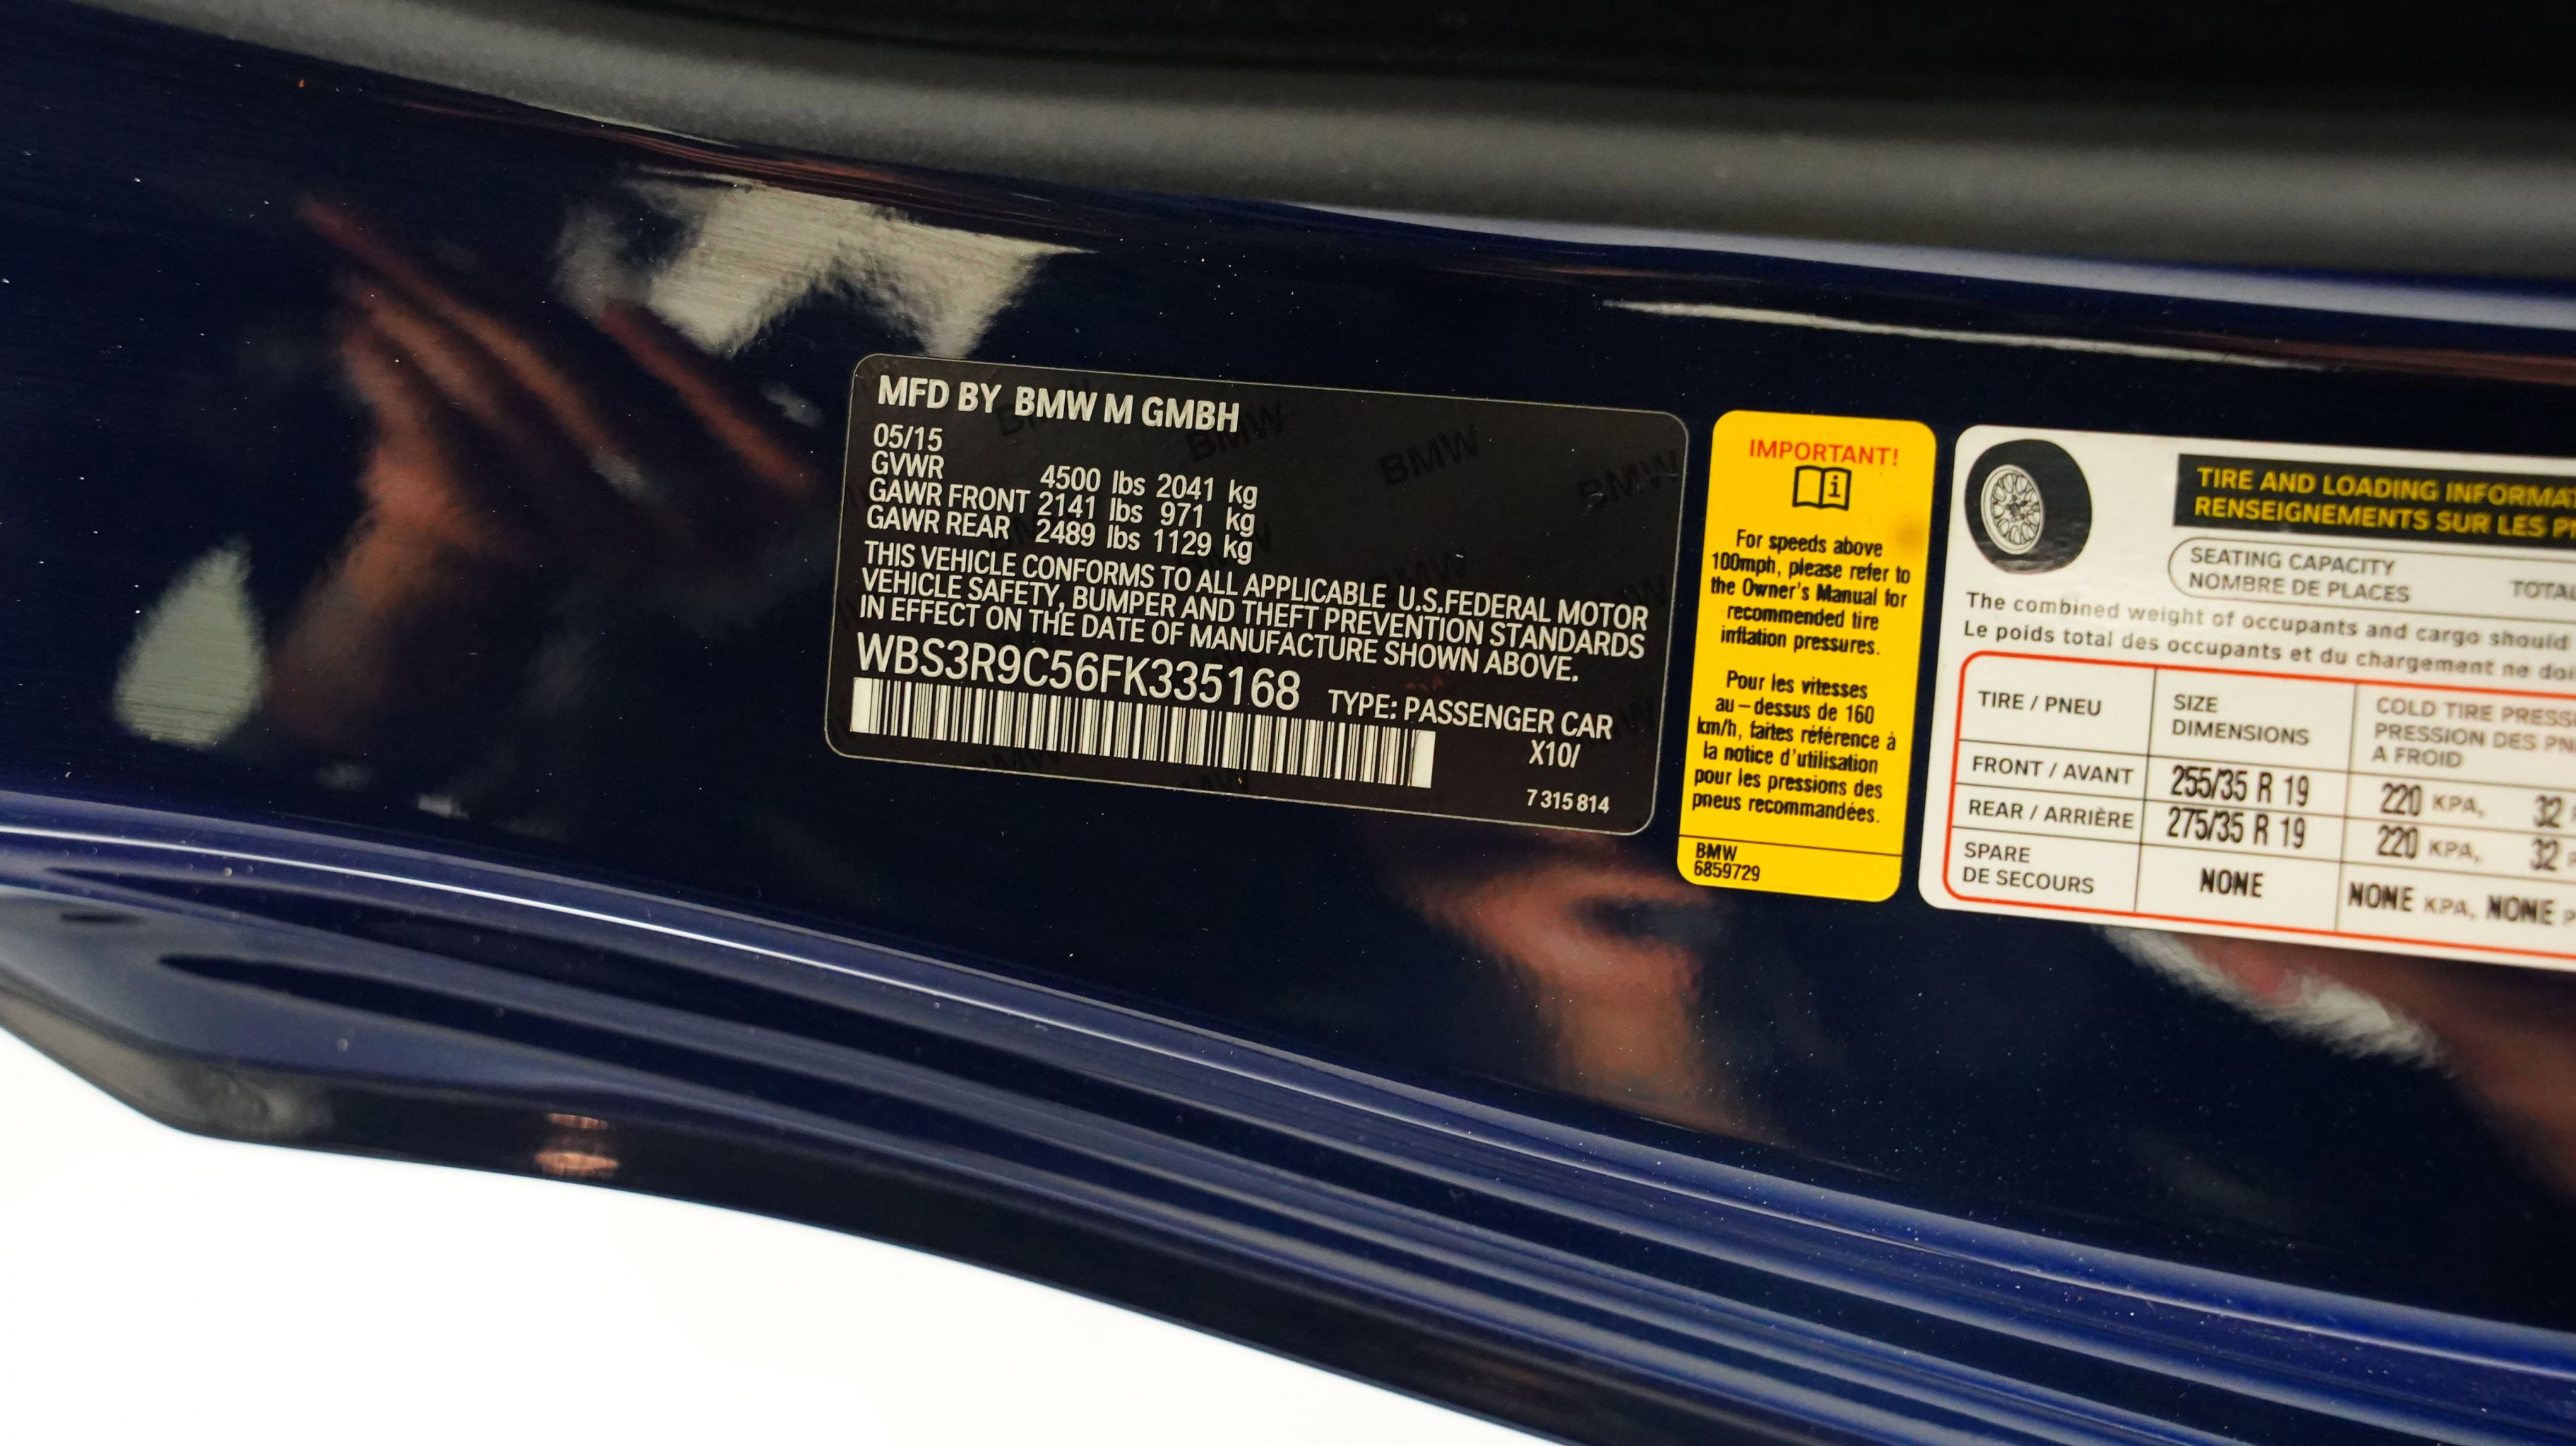 MFD BY BMW M GMBH
05/15
GVWR 4500 lbs 2041 kg
GAWR FRONT 2141 lbs 971 kg
GAWR REAR 2489 lbs 1129 kg
THIS VEHICLE CONFORMS TO ALL APPLICABLE U.S.FEDERAL MOTOR
VEHICLE SAFETY, BUMPER AND THEFT PREVENTION STANDARDS
IN EFFECT ON THE DATE OF MANUFACTURE SHOWN ABOVE.
WBS3R9C56FK335168 TYPE: PASSENGER CAR
X10/
7 315 814
IMPORTANT!
i
For speeds above
100mph, please refer to
the Owner's Manual for
recommended tire
inflation pressures.
Pour les vitesses
au-dessus de 160
km/h, faites référence à
la notice d'utilisation
pour les pressions des
pneus recommandées.
BMW
6859729
TIRE AND LOADING
RENSEIGNEMENTS SUR LES
SEATING CAPACITY
NOMBRE DE PLACES
TOTAL
The combined weight of occupants and cargo should
Le poids total des occupants et du chargement ne
TIRE / PNEU
SIZE
DIMENSIONS
COLD TIRE
PRESSION DES
A FROID
FRONT / AVANT 255/35 R 19 220 KPA, 32
REAR / ARRIÈRE 275/35 R 19 220 KPA, 32
SPARE
DE SECOURS
NONE NONE KPA, NONE